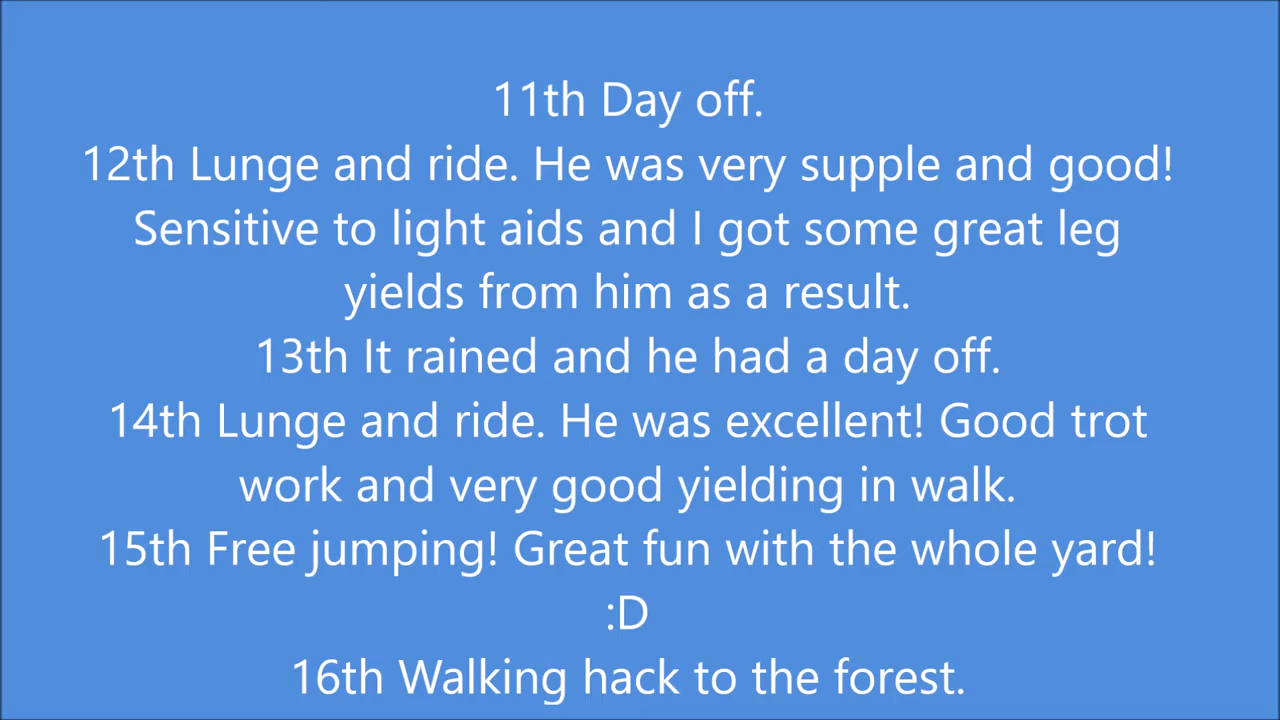 11th Day off.
12th Lunge and ride. He was very supple and good!
Sensitive to light aids and I got some great leg
yields from him as a result.
13th It rained and he had a day off.
14th Lunge and ride. He was excellent! Good trot
work and very good yielding in walk.
15th Free jumping! Great fun with the whole yard!
:D
16th Walking hack to the forest.